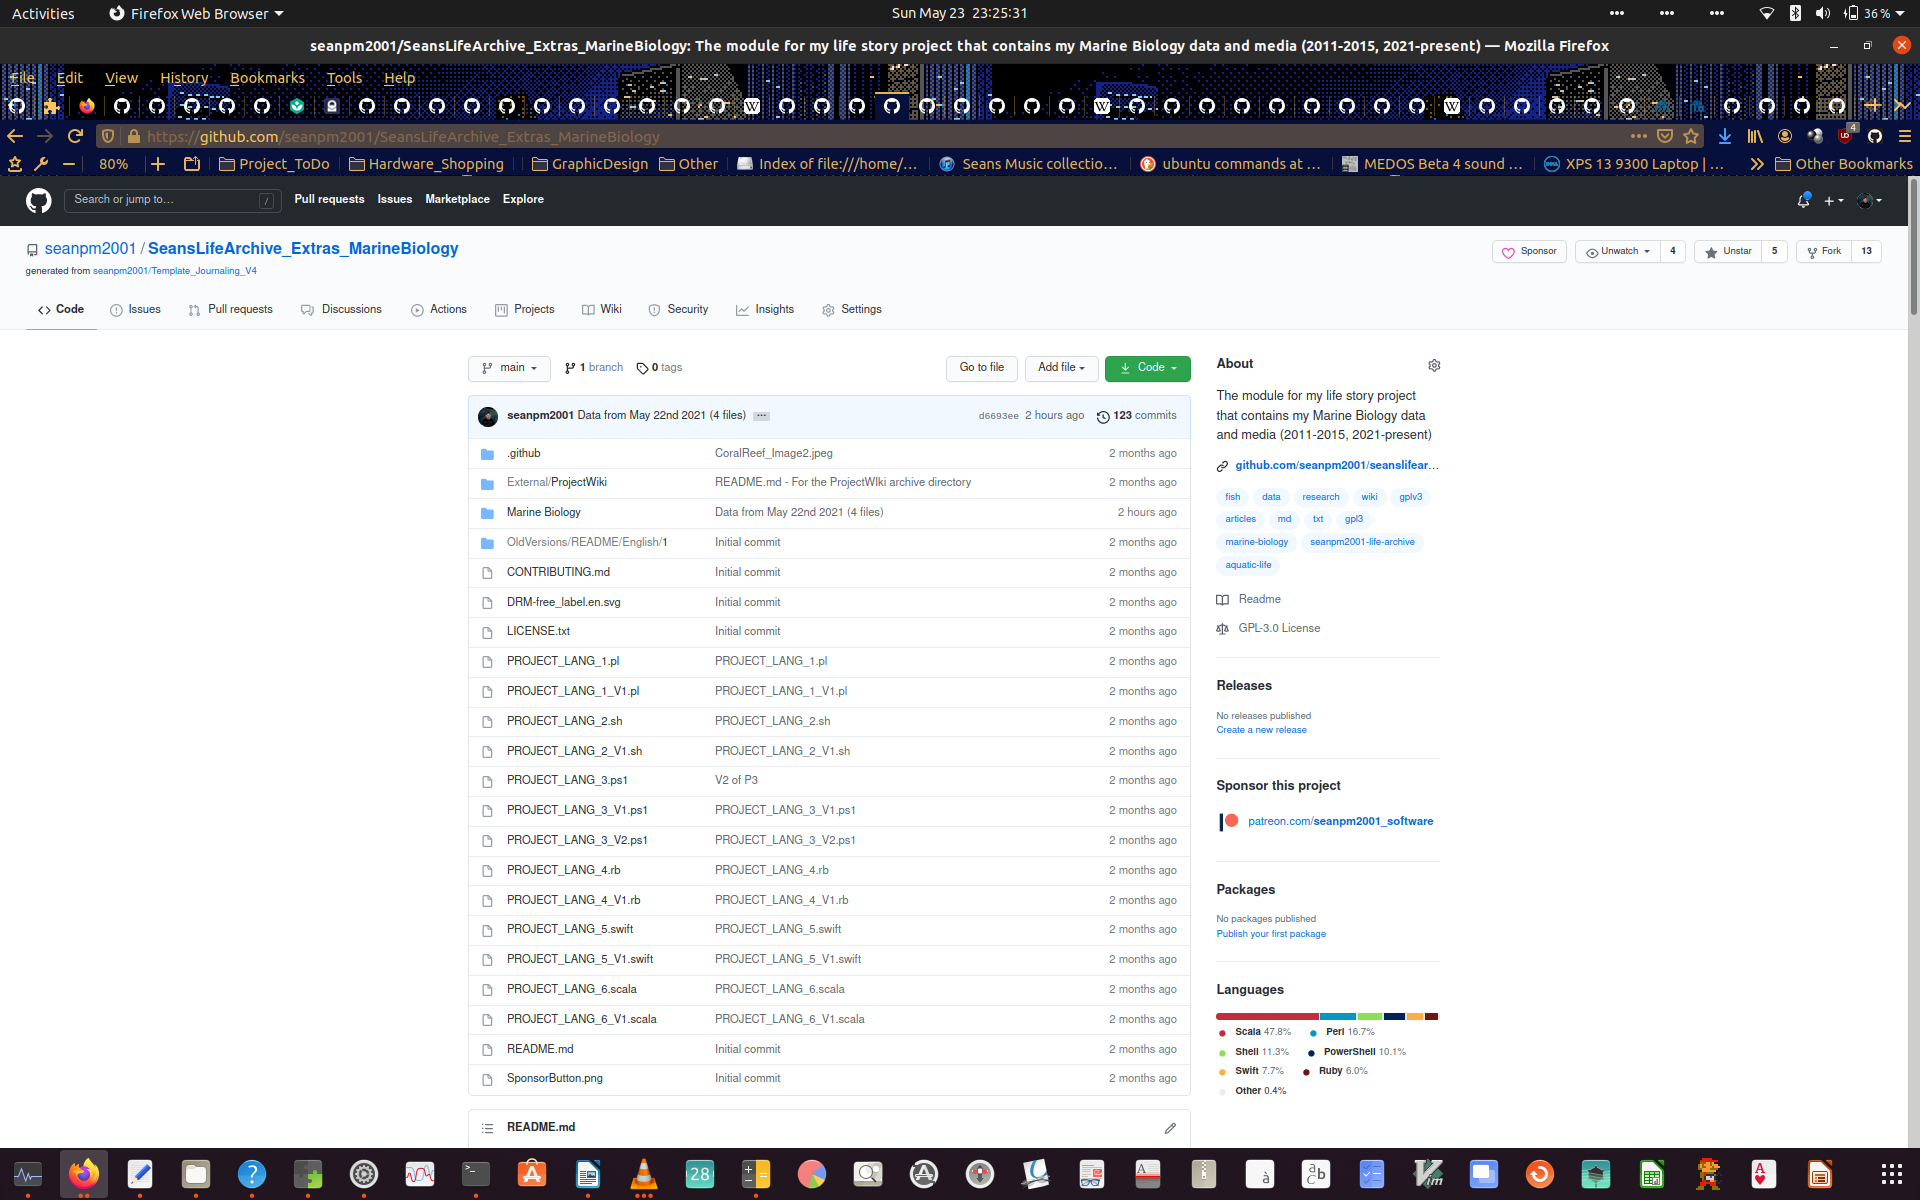 Activities Firefox Web Browser Sun May 23 23:25:31 36 %
seanpm2001/SeansLifeArchive_Extras_MarineBiology: The module for my life story project that contains my Marine Biology data and media (2011-2015, 2021-present) — Mozilla Firefox
File Edit View History Bookmarks Tools Help
https://github.com/seanpm2001/SeansLifeArchive_Extras_MarineBiology 4
80% Project_ToDo Hardware_Shopping GraphicDesign Other Index of file:///home/… Seans Music collectio… ubuntu commands at … MEDOS Beta 4 sound … XPS 13 9300 Laptop | … Other Bookmarks
Search or jump to… / Pull requests Issues Marketplace Explore
seanpm2001 / SeansLifeArchive_Extras_MarineBiology Sponsor Unwatch 4 Unstar 5 Fork 13
generated from seanpm2001/Template_Journaling_V4
Code Issues Pull requests Discussions Actions Projects Wiki Security Insights Settings
main 1 branch 0 tags Go to file Add file Code
seanpm2001 Data from May 22nd 2021 (4 files) d6693ee 2 hours ago 123 commits
.github CoralReef_Image2.jpeg 2 months ago
External/ProjectWiki README.md - For the ProjectWIki archive directory 2 months ago
Marine Biology Data from May 22nd 2021 (4 files) 2 hours ago
OldVersions/README/English/1 Initial commit 2 months ago
CONTRIBUTING.md Initial commit 2 months ago
DRM-free_label.en.svg Initial commit 2 months ago
LICENSE.txt Initial commit 2 months ago
PROJECT_LANG_1.pl PROJECT_LANG_1.pl 2 months ago
PROJECT_LANG_1_V1.pl PROJECT_LANG_1_V1.pl 2 months ago
PROJECT_LANG_2.sh PROJECT_LANG_2.sh 2 months ago
PROJECT_LANG_2_V1.sh PROJECT_LANG_2_V1.sh 2 months ago
PROJECT_LANG_3.ps1 V2 of P3 2 months ago
PROJECT_LANG_3_V1.ps1 PROJECT_LANG_3_V1.ps1 2 months ago
PROJECT_LANG_3_V2.ps1 PROJECT_LANG_3_V2.ps1 2 months ago
PROJECT_LANG_4.rb PROJECT_LANG_4.rb 2 months ago
PROJECT_LANG_4_V1.rb PROJECT_LANG_4_V1.rb 2 months ago
PROJECT_LANG_5.swift PROJECT_LANG_5.swift 2 months ago
PROJECT_LANG_5_V1.swift PROJECT_LANG_5_V1.swift 2 months ago
PROJECT_LANG_6.scala PROJECT_LANG_6.scala 2 months ago
PROJECT_LANG_6_V1.scala PROJECT_LANG_6_V1.scala 2 months ago
README.md Initial commit 2 months ago
SponsorButton.png Initial commit 2 months ago
README.md
About
The module for my life story project
that contains my Marine Biology data
and media (2011-2015, 2021-present)
github.com/seanpm2001/seanslifear…
fish data research wiki gplv3
articles md txt gpl3
marine-biology seanpm2001-life-archive
aquatic-life
Readme
GPL-3.0 License
Releases
No releases published
Create a new release
Sponsor this project
patreon.com/seanpm2001_software
Packages
No packages published
Publish your first package
Languages
Scala 47.8% Perl 16.7%
Shell 11.3% PowerShell 10.1%
Swift 7.7% Ruby 6.0%
Other 0.4%
28